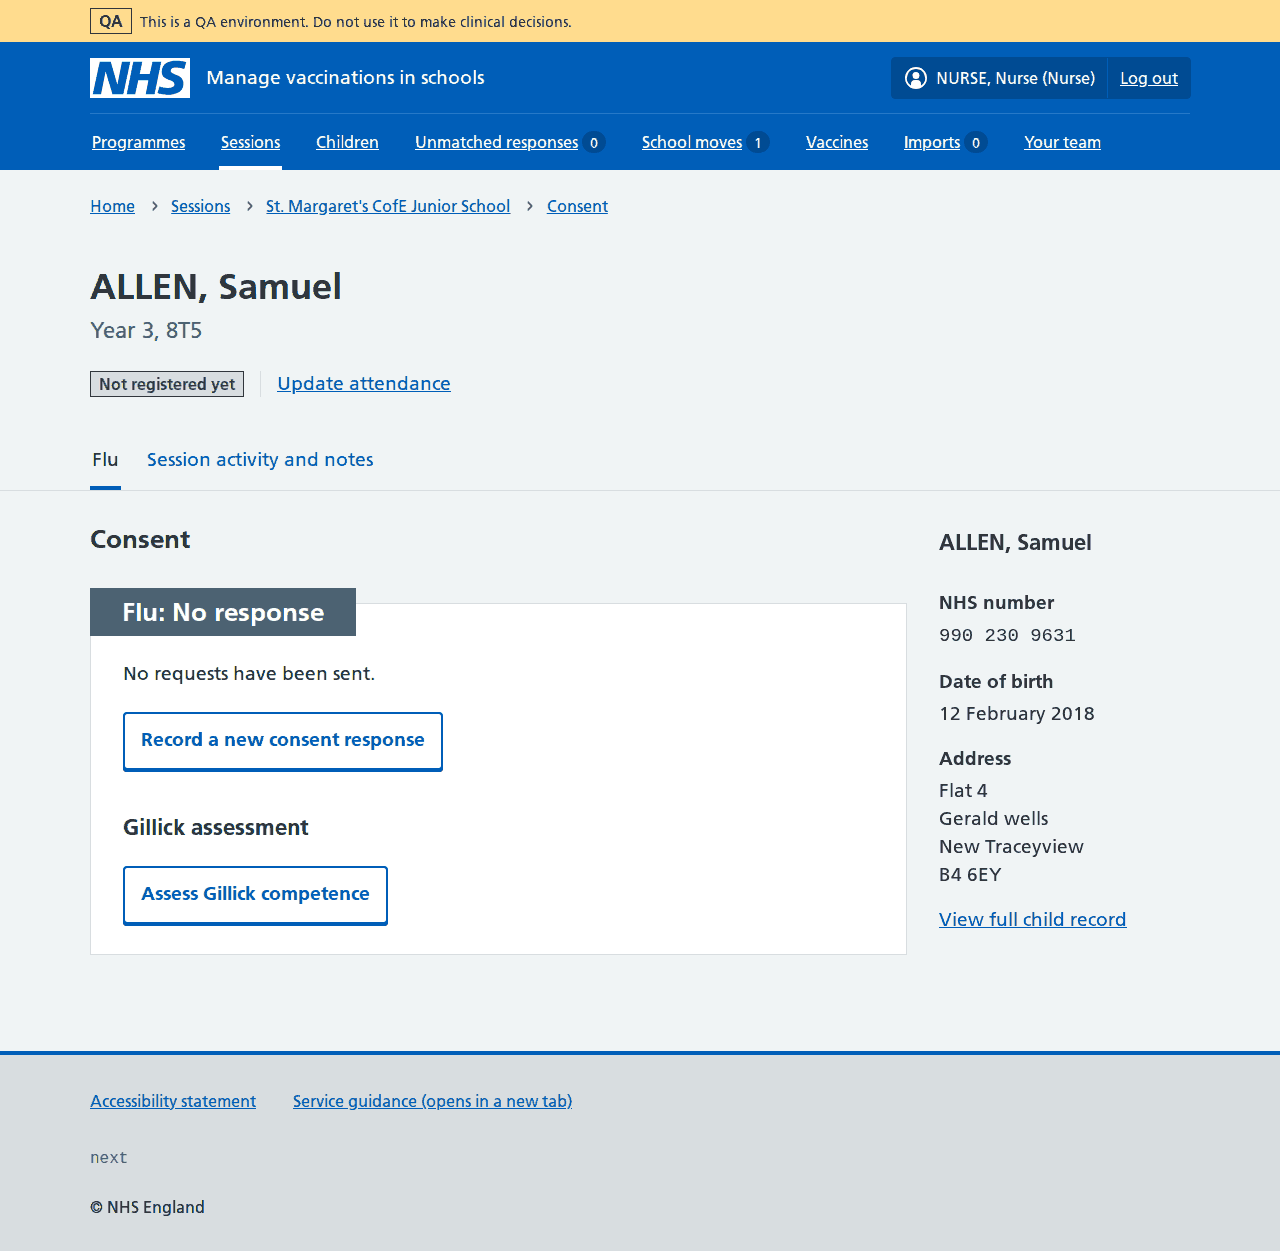 QA This is a QA environment. Do not use it to make clinical decisions.
NHS Manage vaccinations in schools NURSE, Nurse (Nurse) Log out
Programmes Sessions Children Unmatched responses 0 School moves 1 Vaccines Imports 0 Your team
Home Sessions St. Margaret's CofE Junior School Consent
ALLEN, Samuel
Year 3, 8T5
Not registered yet Update attendance
Flu Session activity and notes
Consent
Flu: No response
No requests have been sent.
Record a new consent response
Gillick assessment
Assess Gillick competence
ALLEN, Samuel
NHS number
990 230 9631
Date of birth
12 February 2018
Address
Flat 4
Gerald wells
New Traceyview
B4 6EY
View full child record
Accessibility statement Service guidance (opens in a new tab)
next
© NHS England